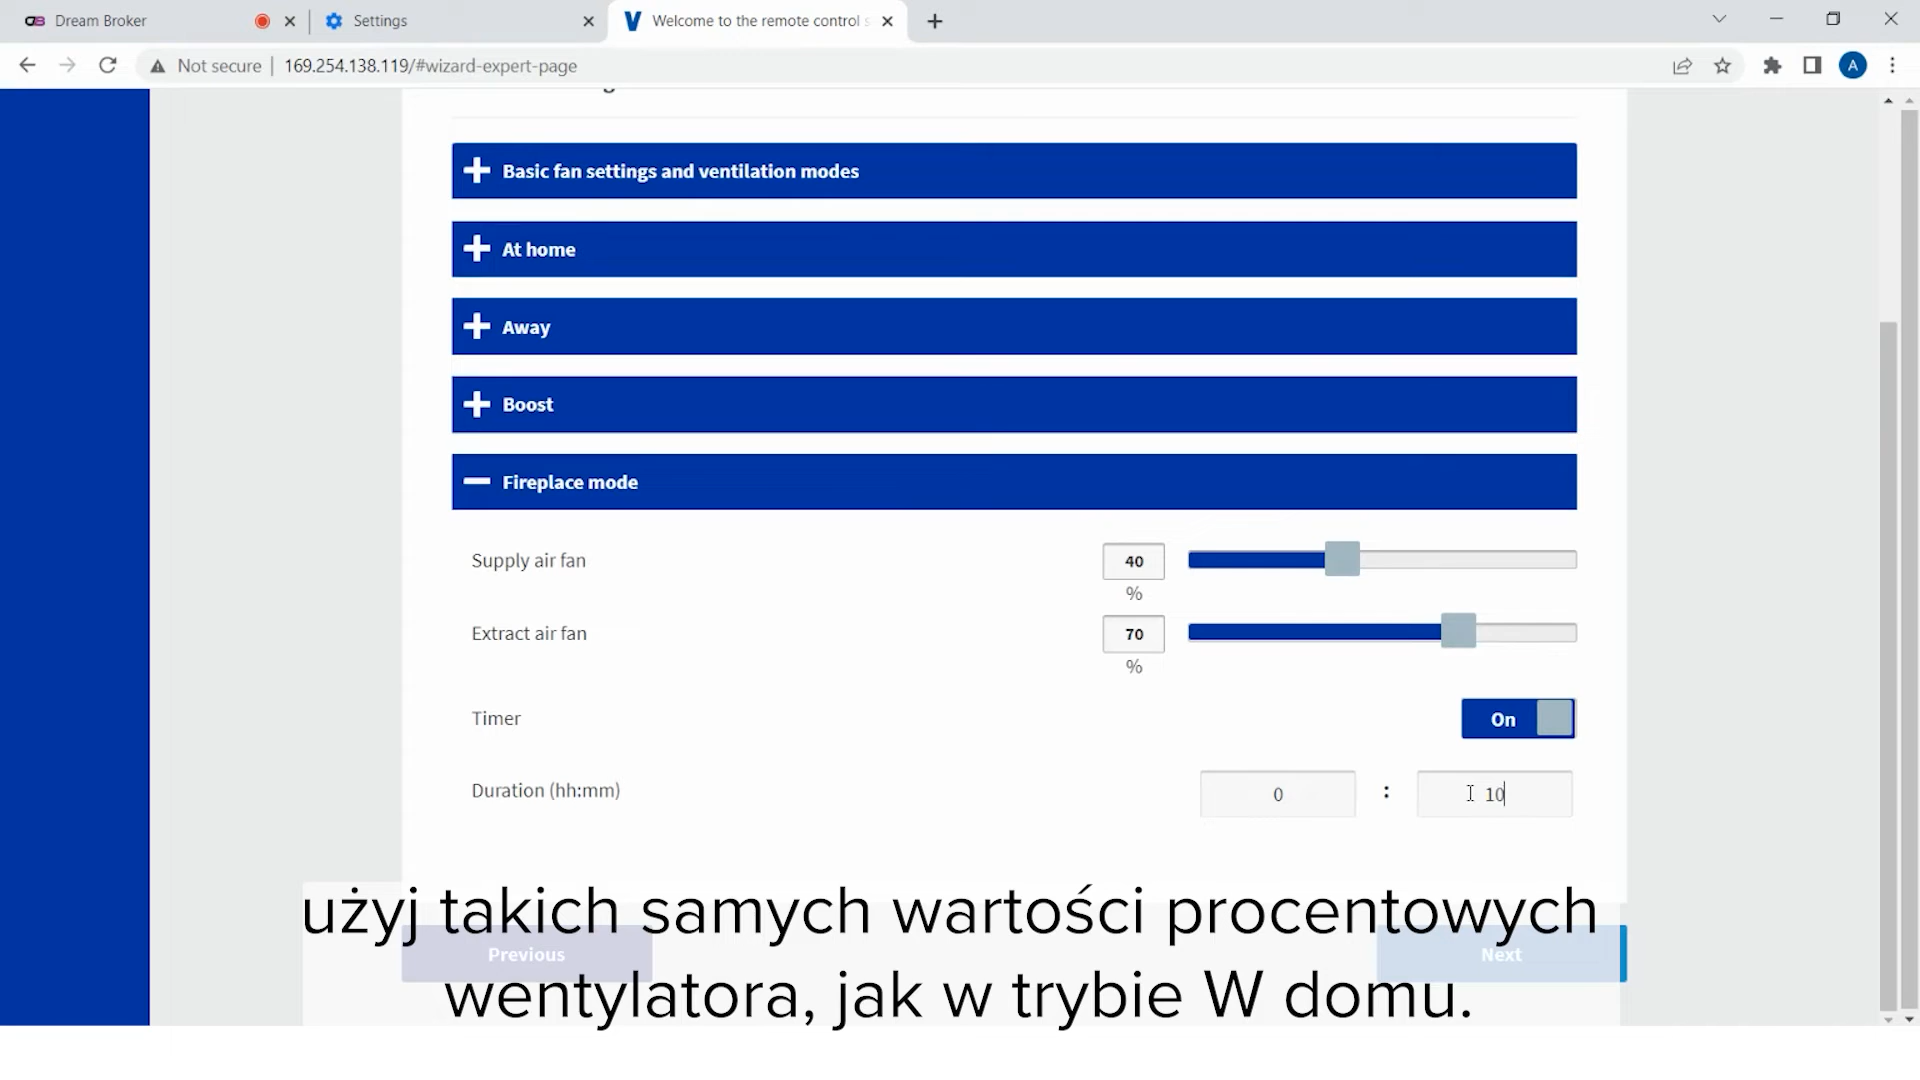 Dream Broker
Settings
Welcome to the remote control s
Not secure | 169.254.138.119/#wizard-expert-page
A
Basic fan settings and ventilation modes
At home
Away
Boost
Fireplace mode
Supply air fan
40
%
Extract air fan
70
%
Timer
On
Duration (hh:mm)
0 : 10
Previous
Next
użyj takich samych wartości procentowych
wentylatora, jak w trybie W domu.